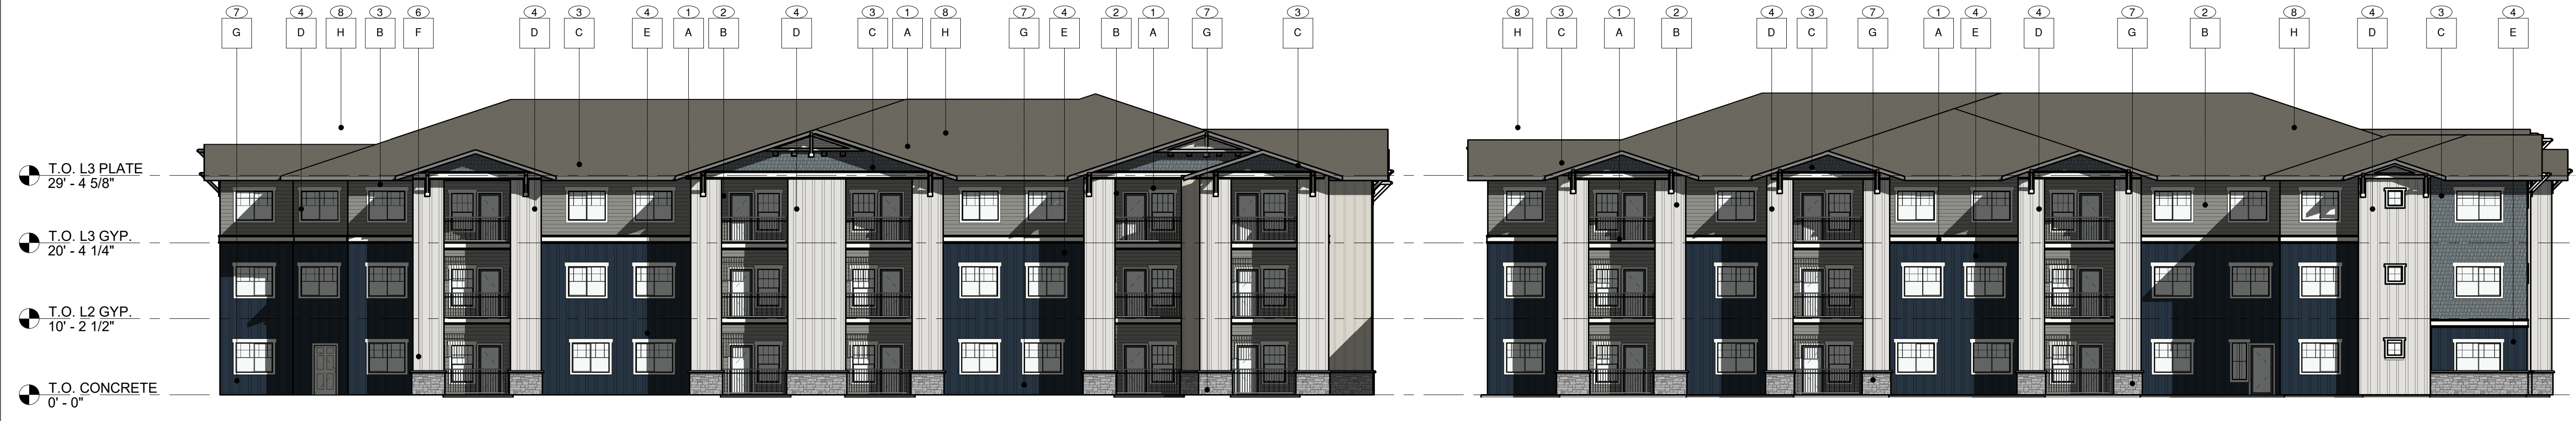 7 4 8 3 6 4 3 4 1 2 4 3 1 8 7 4 2 1 7 3 8 3 1 2 4 3 7 1 4 4 7 2 8 4 3 4
G D H B F D C E A B D C A H G E B A G C H C A B D C G A E D G B H D C E
T.O. L3 PLATE
29' - 4 5/8"
T.O. L3 GYP.
20' - 4 1/4"
T.O. L2 GYP.
10' - 2 1/2"
T.O. CONCRETE
0' - 0"